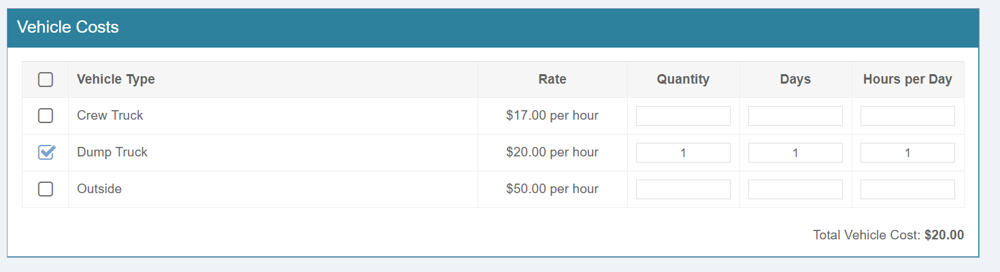 Vehicle Costs
Vehicle Type Rate Quantity Days Hours per Day
Crew Truck $17.00 per hour
Dump Truck $20.00 per hour 1 1 1
Outside $50.00 per hour
Total Vehicle Cost: $20.00